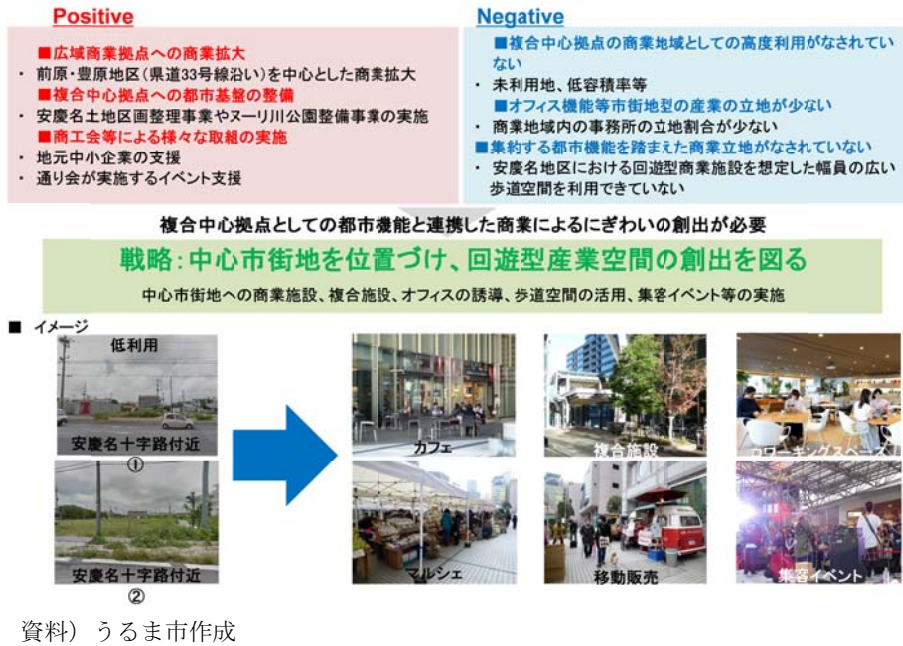 Positive
■広域商業拠点への商業拡大
・ 前原・豊原地区(県道33号線沿い)を中心とした商業拡大
■複合中心拠点への都市基盤の整備
・ 安慶名土地区画整理事業やヌーリ川公園整備事業の実施
■商工会等による様々な取組の実施
・ 地元中小企業の支援
・ 通り会が実施するイベント支援
Negative
■複合中心拠点の商業地域としての高度利用がなされてい
ない
・ 未利用地、低容積率等
■オフィス機能等市街地型の産業の立地が少ない
・ 商業地域内の事務所の立地割合が少ない
■集約する都市機能を踏まえた商業立地がなされていない
・ 安慶名地区における回遊型商業施設を想定した幅員の広い
歩道空間を利用できていない
複合中心拠点としての都市機能と連携した商業によるにぎわいの創出が必要
戦略:中心市街地を位置づけ、回遊型産業空間の創出を図る
中心市街地への商業施設、複合施設、オフィスの誘導、歩道空間の活用、集客イベント等の実施
■ イメージ
低利用
安慶名十字路付近
①
安慶名十字路付近
②
カフェ
複合施設
コワーキングスペース
マルシェ
移動販売
集客イベント
資料）うるま市作成